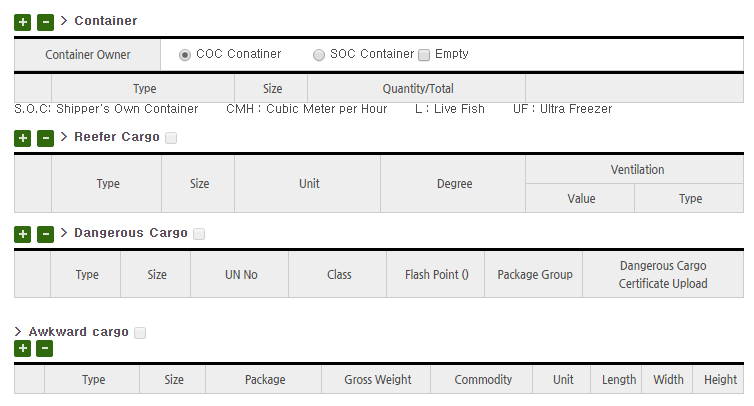 > Container
Container Owner COC Conatiner SOC Container Empty
Type Size Quantity/Total
S.O.C: Shipper's Own Container CMH : Cubic Meter per Hour L : Live Fish UF : Ultra Freezer
> Reefer Cargo
Type Size Unit Degree Ventilation
Value Type
> Dangerous Cargo
Type Size UN No Class Flash Point () Package Group Dangerous Cargo
Certificate Upload
> Awkward cargo
Type Size Package Gross Weight Commodity Unit Length Width Height